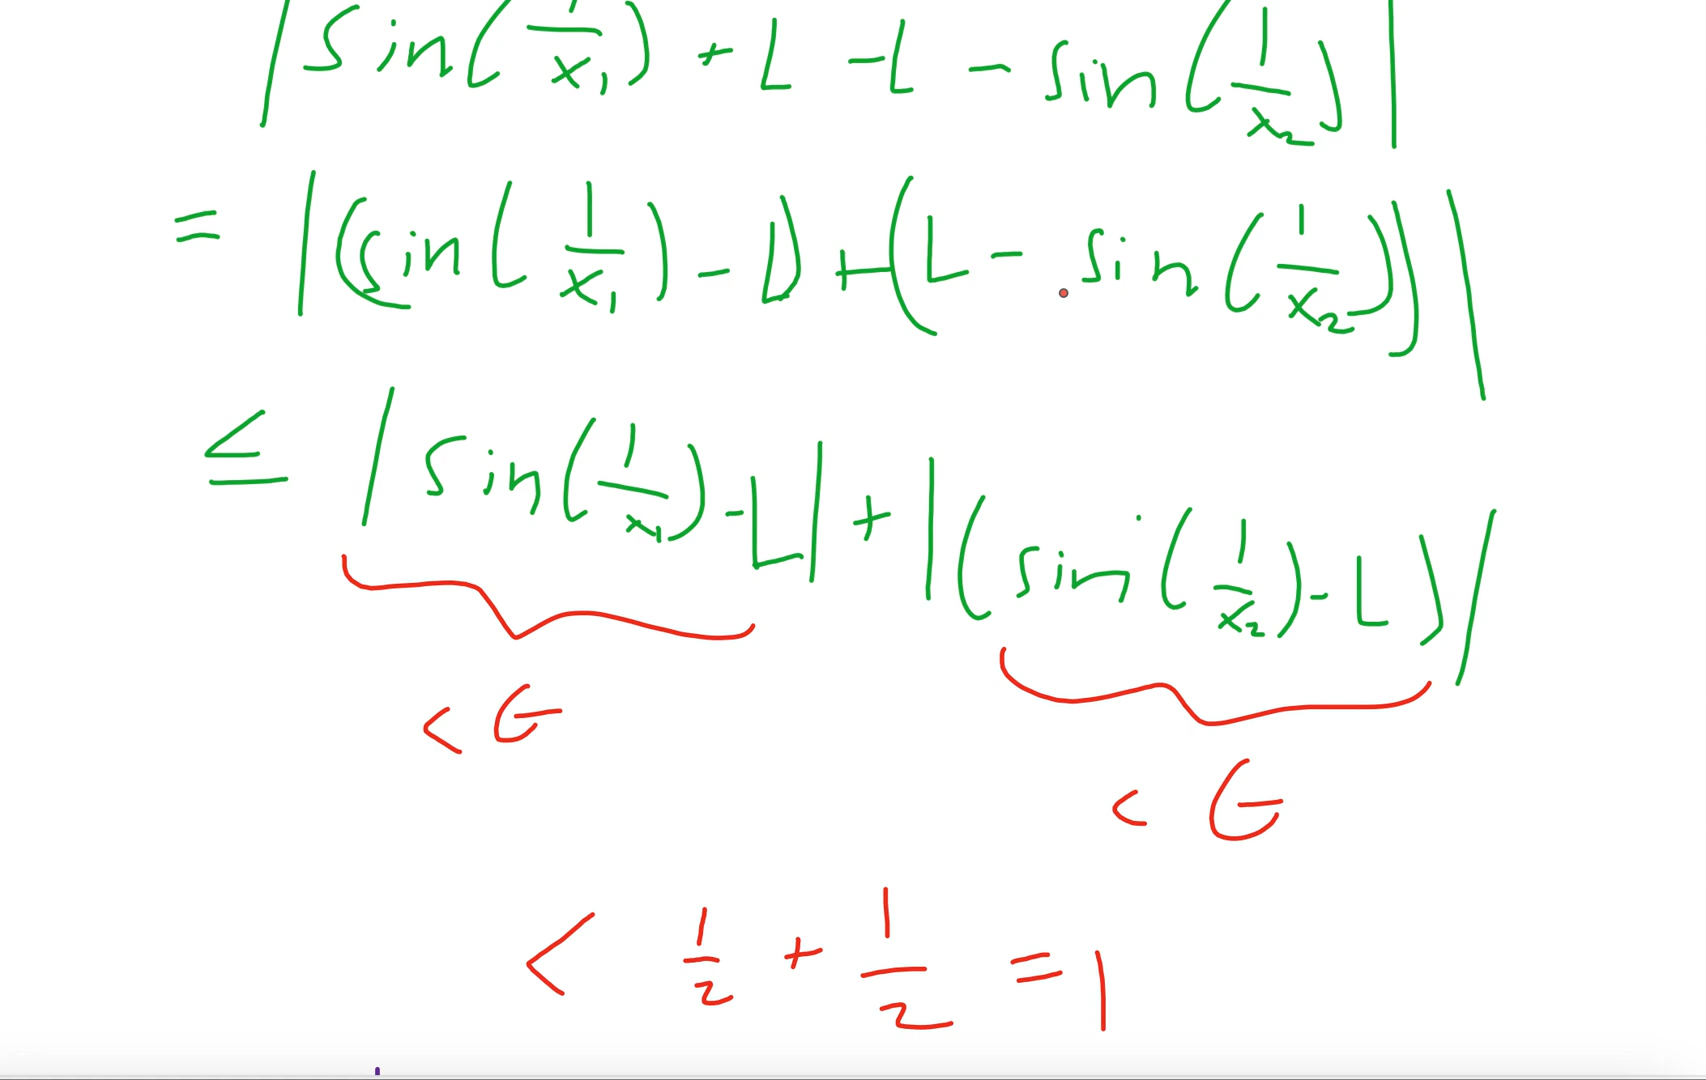 |sin(1/x₁) + L - L - sin(1/x₂)|
= |(sin(1/x₁) - L) + (L - sin(1/x₂))|
≤ |sin(1/x₁) - L| + |(sin(1/x₂) - L)|
< ϵ
< ϵ
< 1/2 + 1/2 = 1